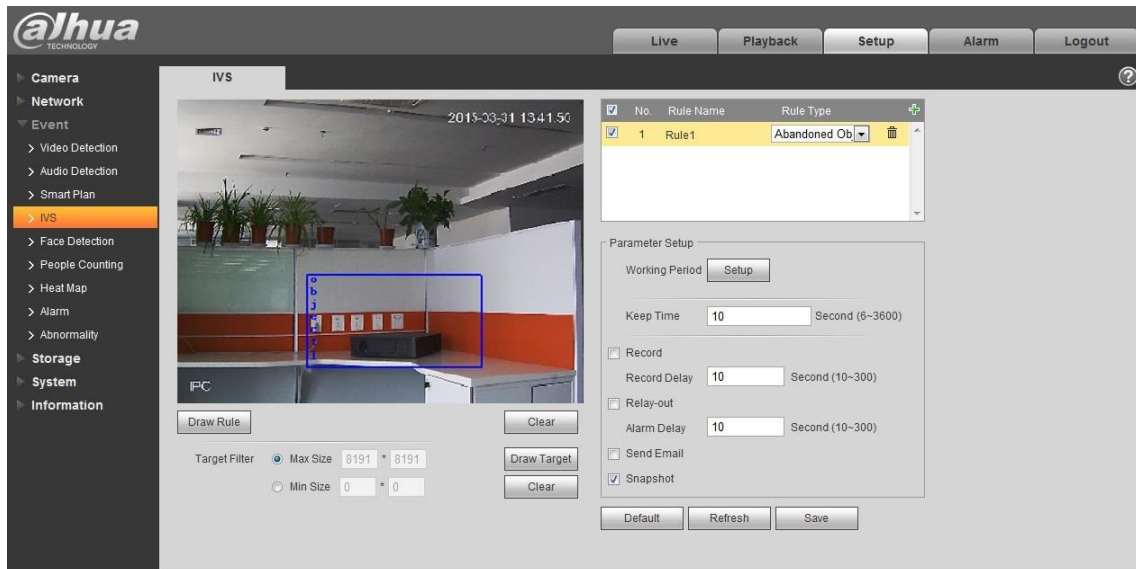 alhua
TECHNOLOGY
Live
Playback
Setup
Alarm
Logout
Camera
Network
Event
Video Detection
Audio Detection
Smart Plan
IVS
Face Detection
People Counting
Heat Map
Alarm
Abnormality
Storage
System
Information
IVS
?
2015-03-31 13:41:50
object1
IPC
Draw Rule
Clear
Target Filter
Max Size 8191 * 8191
Draw Target
Min Size 0 * 0
Clear
No. Rule Name Rule Type
1 Rule1 Abandoned Ob
Parameter Setup
Working Period Setup
Keep Time 10 Second (6~3600)
Record
Record Delay 10 Second (10~300)
Relay-out
Alarm Delay 10 Second (10~300)
Send Email
Snapshot
Default
Refresh
Save